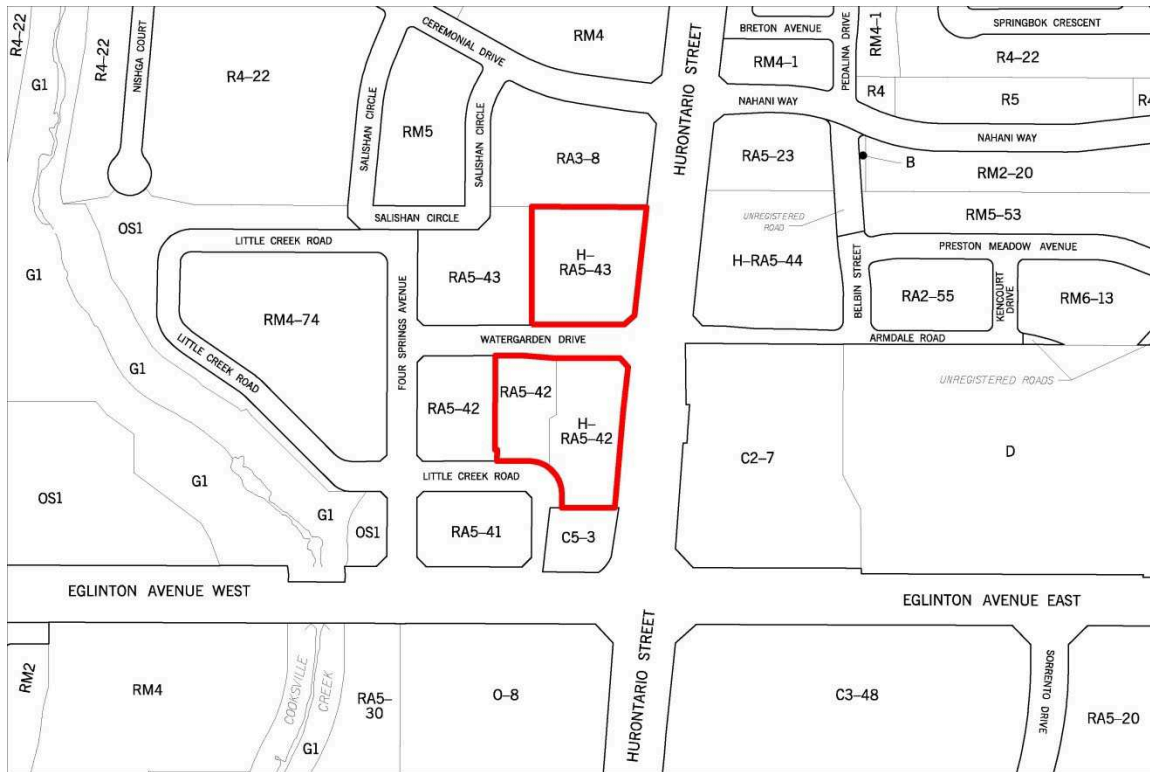 R4-22
G1
R4-22
NISHGA COURT
R4-22
CEREMONIAL DRIVE
RM4
HURONTARIO STREET
BRETON AVENUE
PEDALINA DRIVE
RM4-1
SPRINGBOK CRESCENT
R4-22
RM4-1
R4
R5
R4
NAHANI WAY
NAHANI WAY
SALISHAN CIRCLE
RM5
SALISHAN CIRCLE
RA3-8
RA5-23
B
RM2-20
SALISHAN CIRCLE
OS1
LITTLE CREEK ROAD
UNREGISTERED
ROAD
RM5-53
PRESTON MEADOW AVENUE
G1
RA5-43
H-
RA5-43
H-RA5-44
BELBIN STREET
RA2-55
KENCOURT
DRIVE
RM6-13
RM4-74
FOUR SPRINGS AVENUE
LITTLE CREEK ROAD
WATERGARDEN DRIVE
ARMDALE ROAD
UNREGISTERED ROADS
G1
RA5-42
RA5-42
H-
RA5-42
C2-7
D
LITTLE CREEK ROAD
OS1
G1
G1
OS1
RA5-41
C5-3
EGLINTON AVENUE WEST
EGLINTON AVENUE EAST
RM2
RM4
COOKSVILLE
CREEK
G1
RA5-
30
O-8
HURONTARIO STREET
C3-48
SORRENTO DRIVE
RA5-20